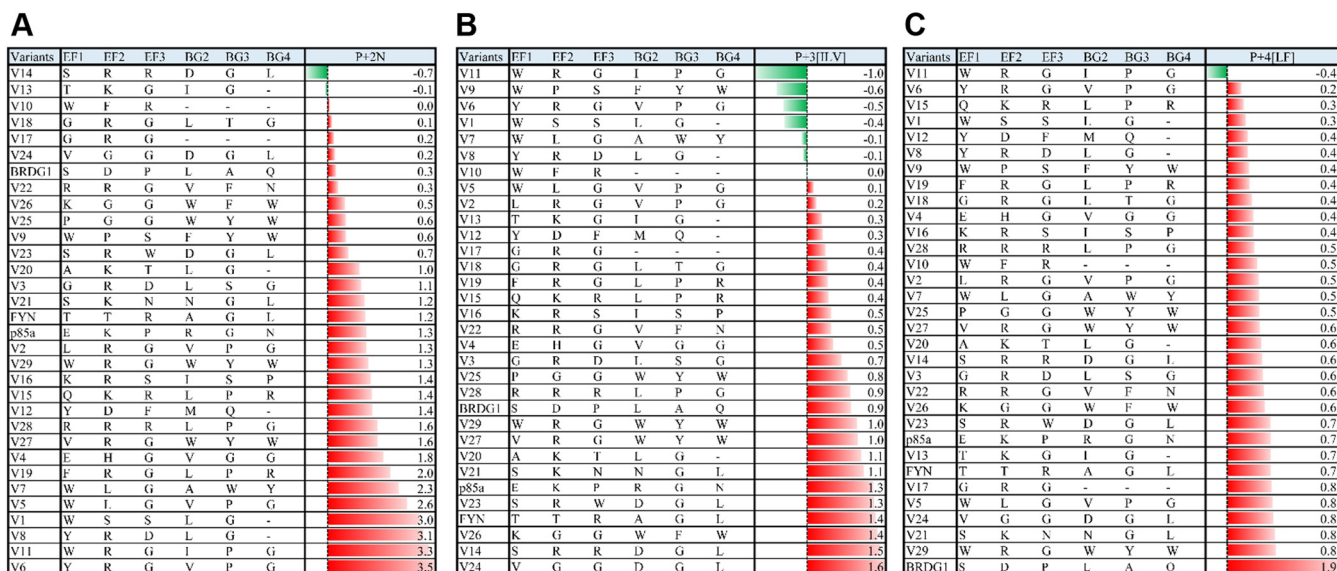 A
Variants EF1 EF2 EF3 BG2 BG3 BG4 P+2N
V14 S R R D G L -0.7
V13 T K G I G - -0.1
V10 W F R - - - 0.0
V18 G R G L T G 0.1
V17 G R G - - - 0.2
V24 V G G D G L 0.2
BRDG1 S D P L A Q 0.3
V22 R R G V F N 0.3
V26 K G G W F W 0.5
V25 P G G W Y W 0.6
V9 W P S F Y W 0.6
V23 S R W D G L 0.7
V20 A K T L G - 1.0
V3 G R D L S G 1.1
V21 S K N N G L 1.2
FYN T T R A G L 1.2
p85a E K P R G N 1.3
V2 L R G V P G 1.3
V29 W R G W Y W 1.3
V16 K R S I S P 1.4
V15 Q K R L P R 1.4
V12 Y D F M Q - 1.4
V28 R R R L P G 1.6
V27 V R G W Y W 1.6
V4 E H G V G G 1.8
V19 F R G L P R 2.0
V7 W L G A W Y 2.3
V5 W L G V P G 2.6
V1 W S S L G - 3.0
V8 Y R D L G - 3.1
V11 W R G I P G 3.3
V6 Y R G V P G 3.5
B
Variants EF1 EF2 EF3 BG2 BG3 BG4 P+3[ILV]
V11 W R G I P G -1.0
V9 W P S F Y W -0.6
V6 Y R G V P G -0.5
V1 W S S L G - -0.4
V7 W L G A W Y -0.1
V8 Y R D L G - -0.1
V10 W F R - - - 0.0
V5 W L G V P G 0.1
V2 L R G V P G 0.2
V13 T K G I G - 0.3
V12 Y D F M Q - 0.3
V17 G R G - - - 0.4
V18 G R G L T G 0.4
V19 F R G L P R 0.4
V15 Q K R L P R 0.4
V16 K R S I S P 0.5
V22 R R G V F N 0.5
V4 E H G V G G 0.5
V3 G R D L S G 0.7
V25 P G G W Y W 0.8
V28 R R R L P G 0.9
BRDG1 S D P L A Q 0.9
V29 W R G W Y W 1.0
V27 V R G W Y W 1.0
V20 A K T L G - 1.1
V21 S K N N G L 1.1
p85a E K P R G N 1.3
V23 S R W D G L 1.3
FYN T T R A G L 1.4
V26 K G G W F W 1.4
V14 S R R D G L 1.5
V24 V G G D G L 1.6
C
Variants EF1 EF2 EF3 BG2 BG3 BG4 P+4[LF]
V11 W R G I P G -0.4
V6 Y R G V P G 0.2
V15 Q K R L P R 0.3
V1 W S S L G - 0.3
V12 Y D F M Q - 0.4
V8 Y R D L G - 0.4
V9 W P S F Y W 0.4
V19 F R G L P R 0.4
V18 G R G L T G 0.4
V4 E H G V G G 0.4
V16 K R S I S P 0.4
V28 R R R L P G 0.5
V10 W F R - - - 0.5
V2 L R G V P G 0.5
V7 W L G A W Y 0.5
V25 P G G W Y W 0.5
V27 V R G W Y W 0.5
V20 A K T L G - 0.6
V14 S R R D G L 0.6
V3 G R D L S G 0.6
V22 R R G V F N 0.6
V26 K G G W F W 0.6
V23 S R W D G L 0.7
p85a E K P R G N 0.7
V13 T K G I G - 0.7
FYN T T R A G L 0.7
V17 G R G - - - 0.8
V5 W L G V P G 0.8
V24 V G G D G L 0.8
V21 S K N N G L 0.8
V29 W R G W Y W 0.8
BRDG1 S D P L A Q 1.9